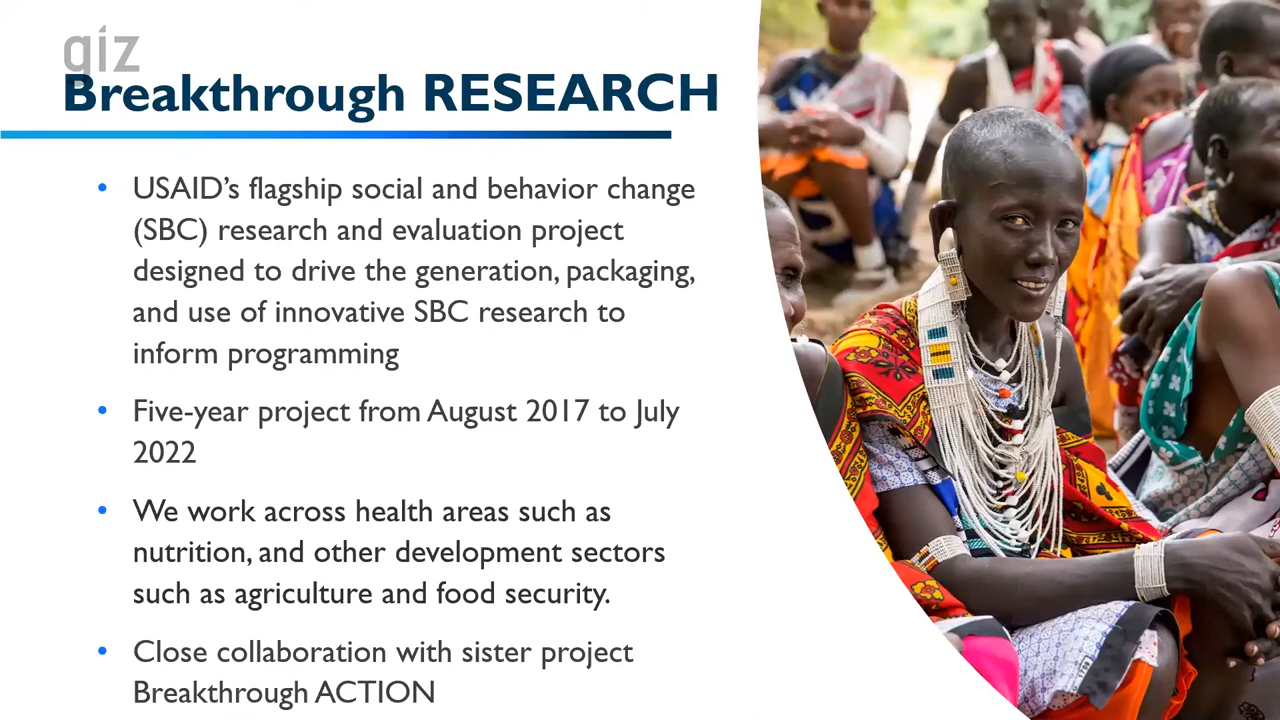 giz
Breakthrough RESEARCH
• USAID’s flagship social and behavior change
(SBC) research and evaluation project
designed to drive the generation, packaging,
and use of innovative SBC research to
inform programming
• Five-year project from August 2017 to July
2022
• We work across health areas such as
nutrition, and other development sectors
such as agriculture and food security.
• Close collaboration with sister project
Breakthrough ACTION